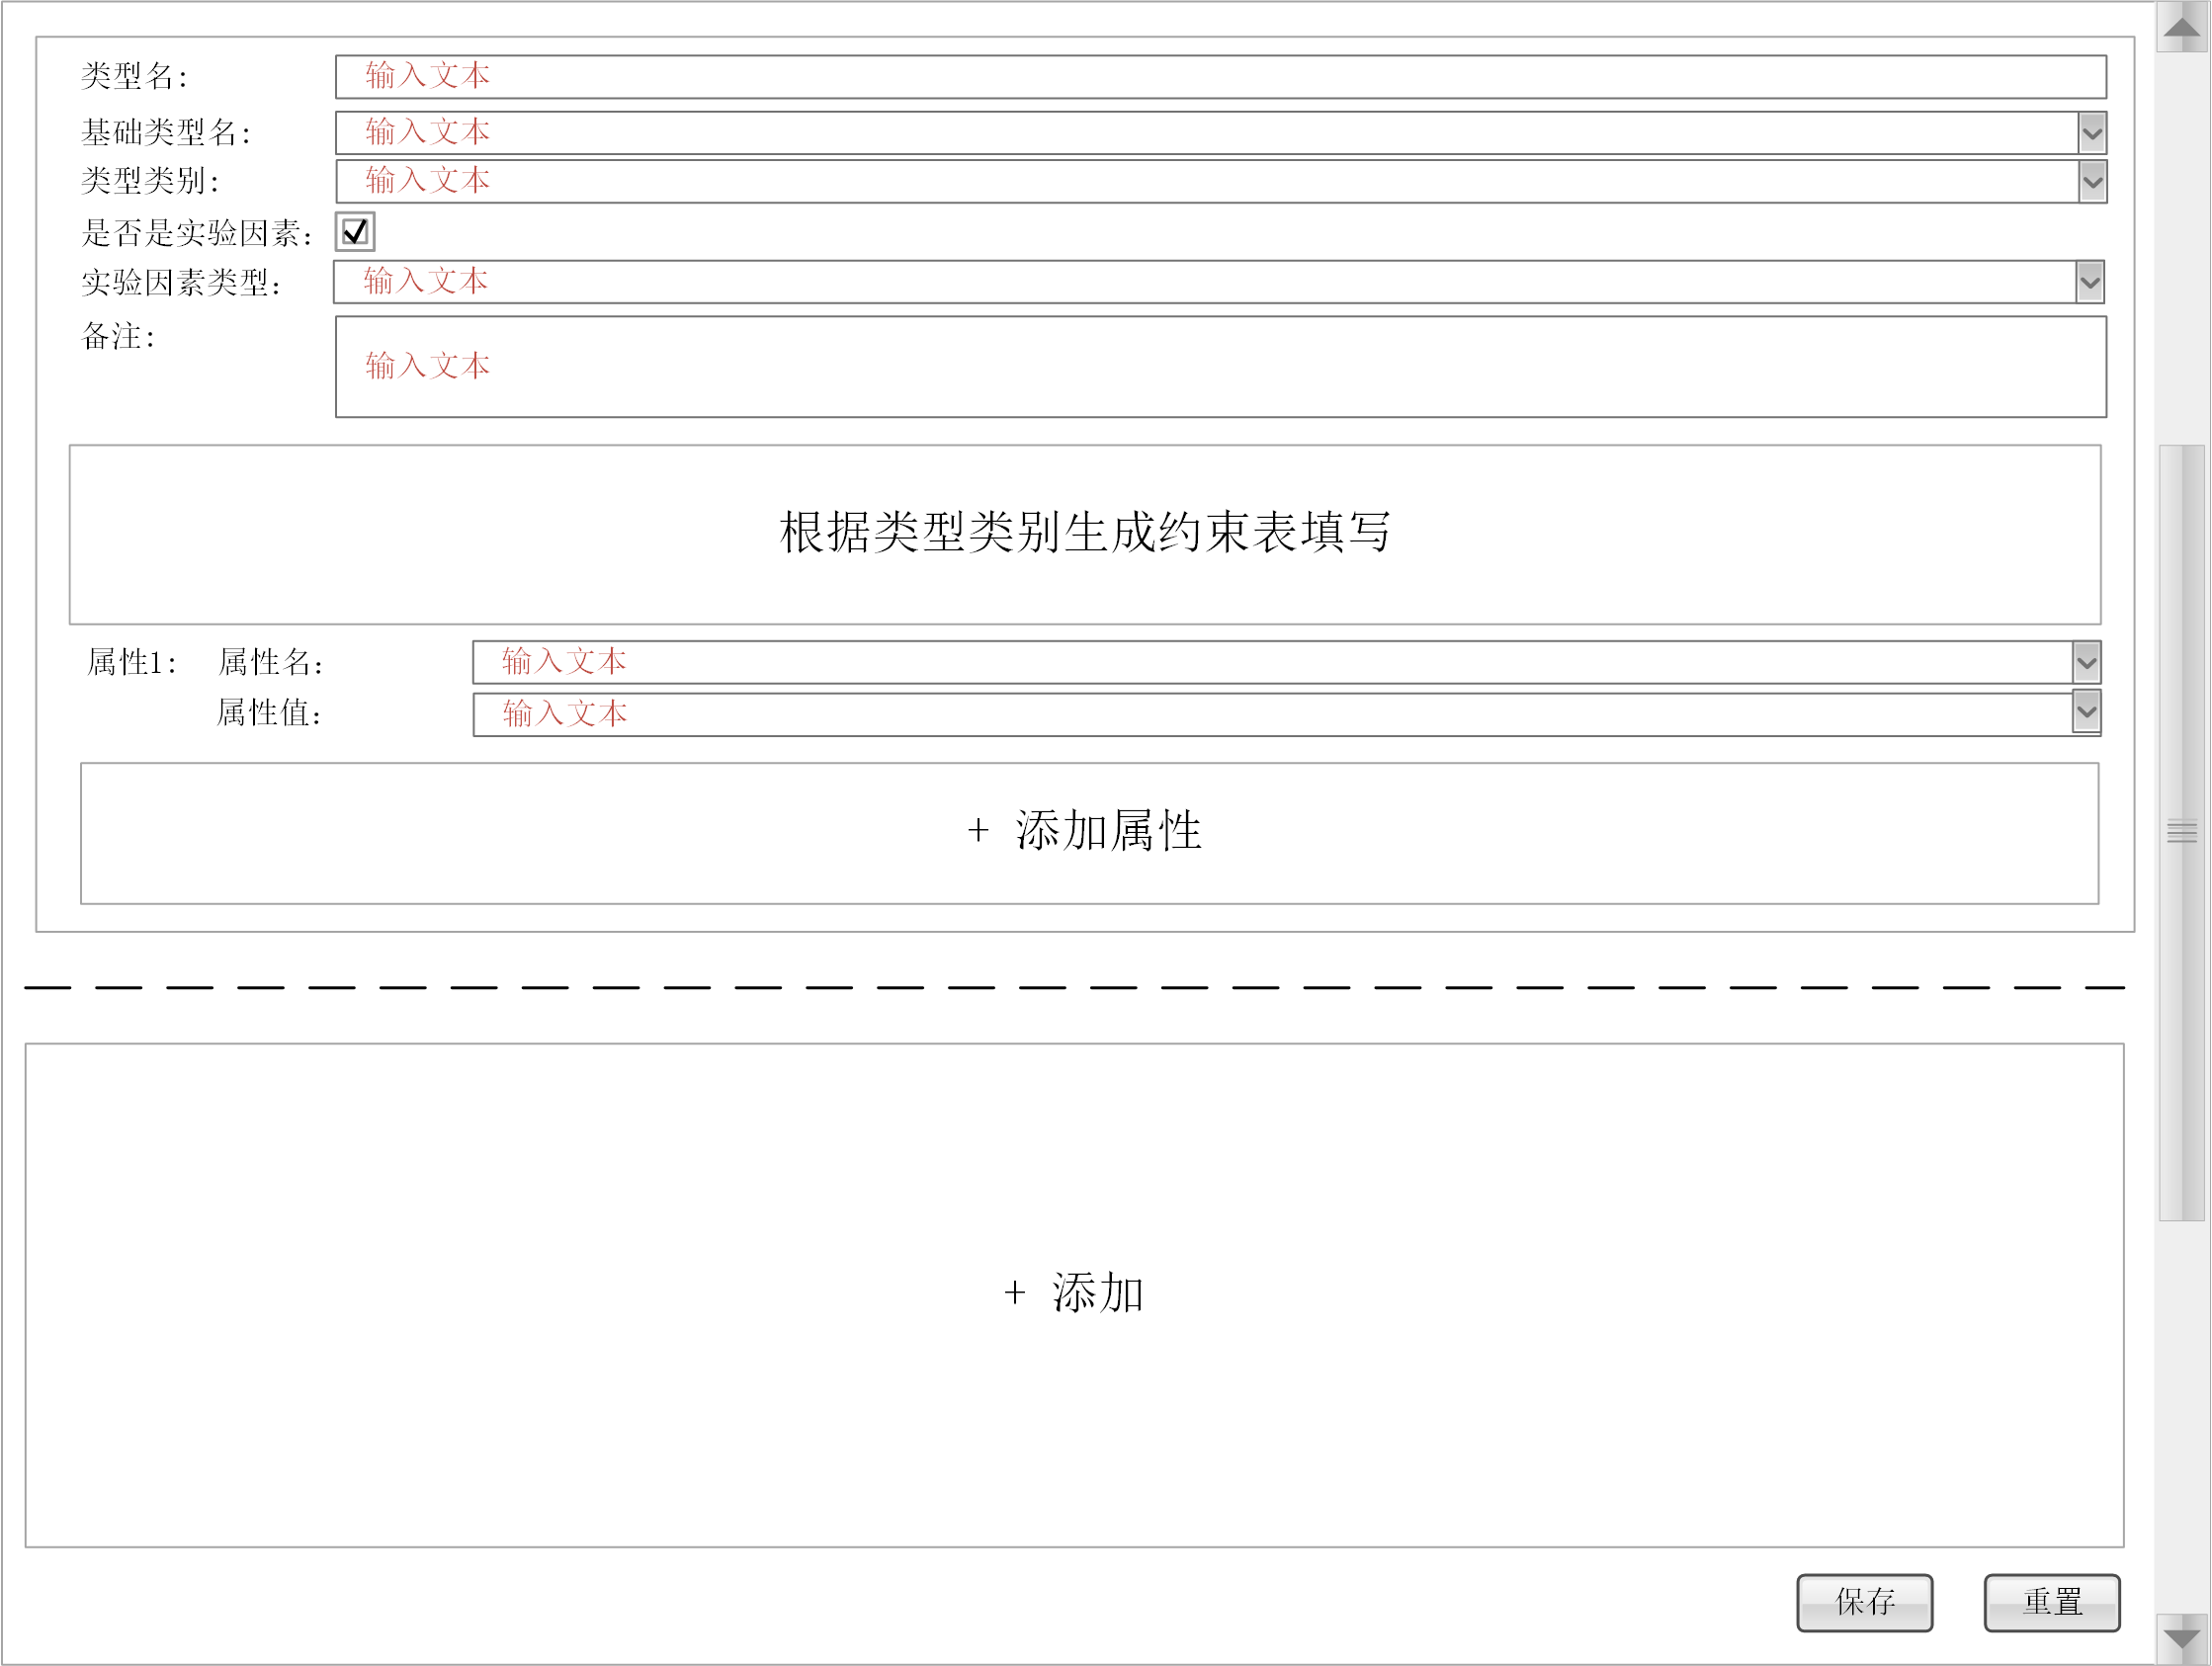 类型名: 输入文本
基础类型名: 输入文本
类型类别: 输入文本
是否是实验因素:
实验因素类型: 输入文本
备注: 输入文本
根据类型类别生成约束表填写
属性1: 属性名: 输入文本
属性值: 输入文本
+ 添加属性
+ 添加
保存 重置